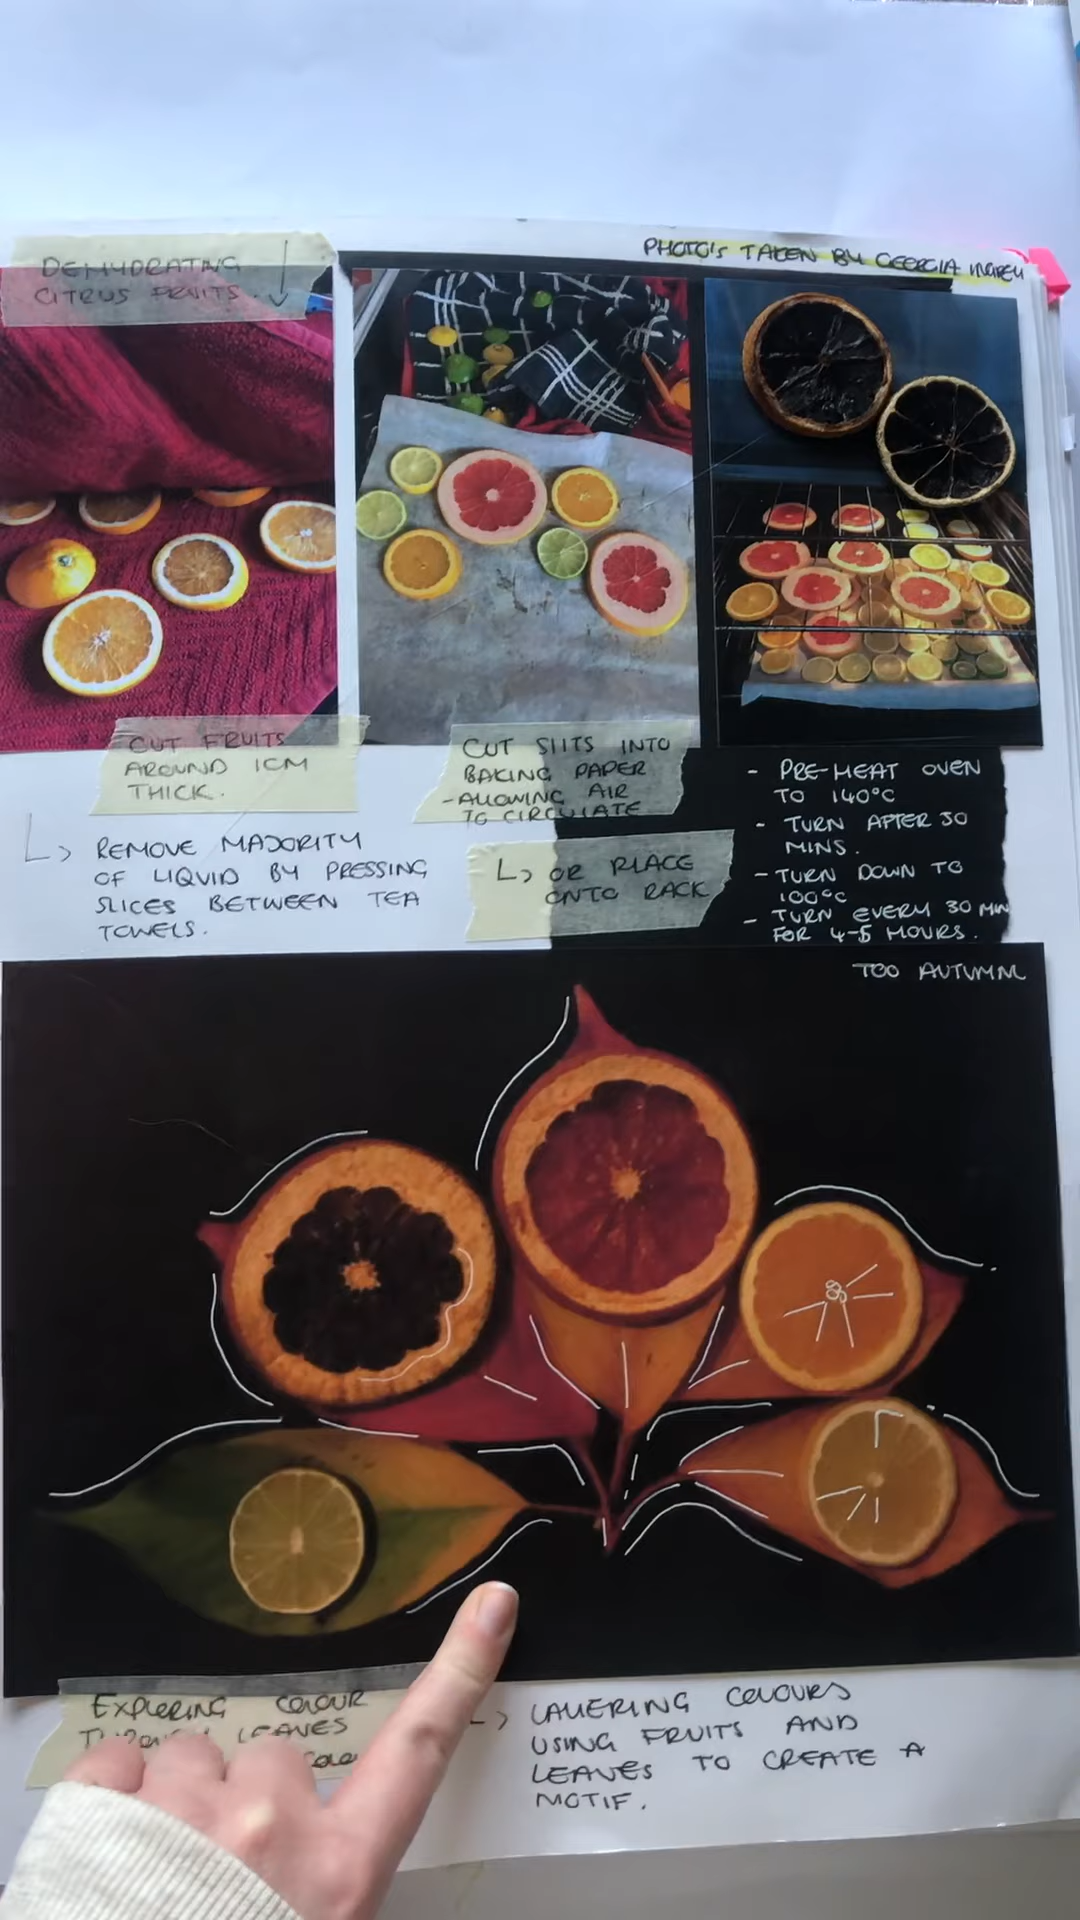 PHOTO'S TAKEN BY GEORGIA
DEHYDRATING
CITRUS FRUITS.
CUT FRUITS
AROUND 1CM
THICK.
REMOVE MAJORITY
OF LIQUID BY PRESSING
SLICES BETWEEN TEA
TOWELS.
CUT SLITS INTO
BAKING PAPER
- ALLOWING AIR
TO CIRCULATE
OR PLACE
ONTO RACK
- PRE-HEAT OVEN
TO 140°C
- TURN AFTER 30
MINS.
- TURN DOWN TO
100°C
- TURN EVERY 30 MIN
FOR 4-5 HOURS.
TOO AUTUMN
EXPLORING COLOUR
THROUGH LEAVES
LAYERING COLOURS
USING FRUITS AND
LEAVES TO CREATE A
MOTIF.